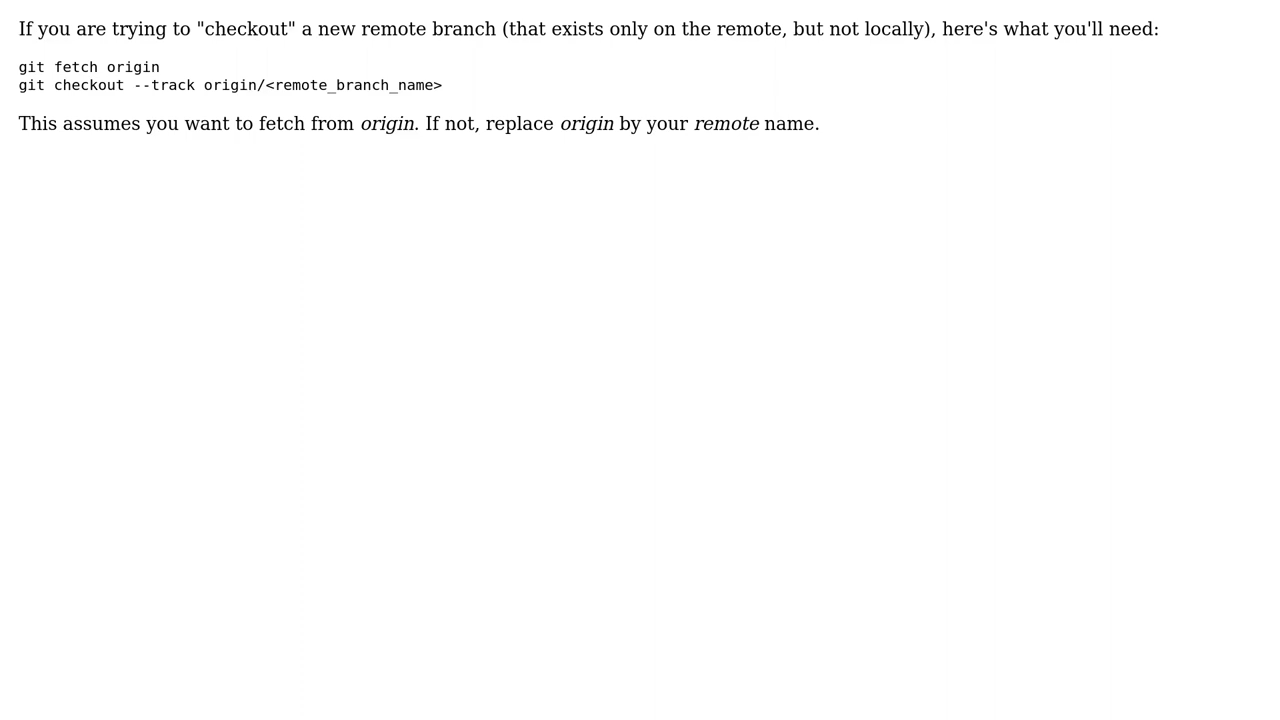 If you are trying to "checkout" a new remote branch (that exists only on the remote, but not locally), here's what you'll need:
git fetch origin
git checkout --track origin/<remote_branch_name>
This assumes you want to fetch from origin. If not, replace origin by your remote name.